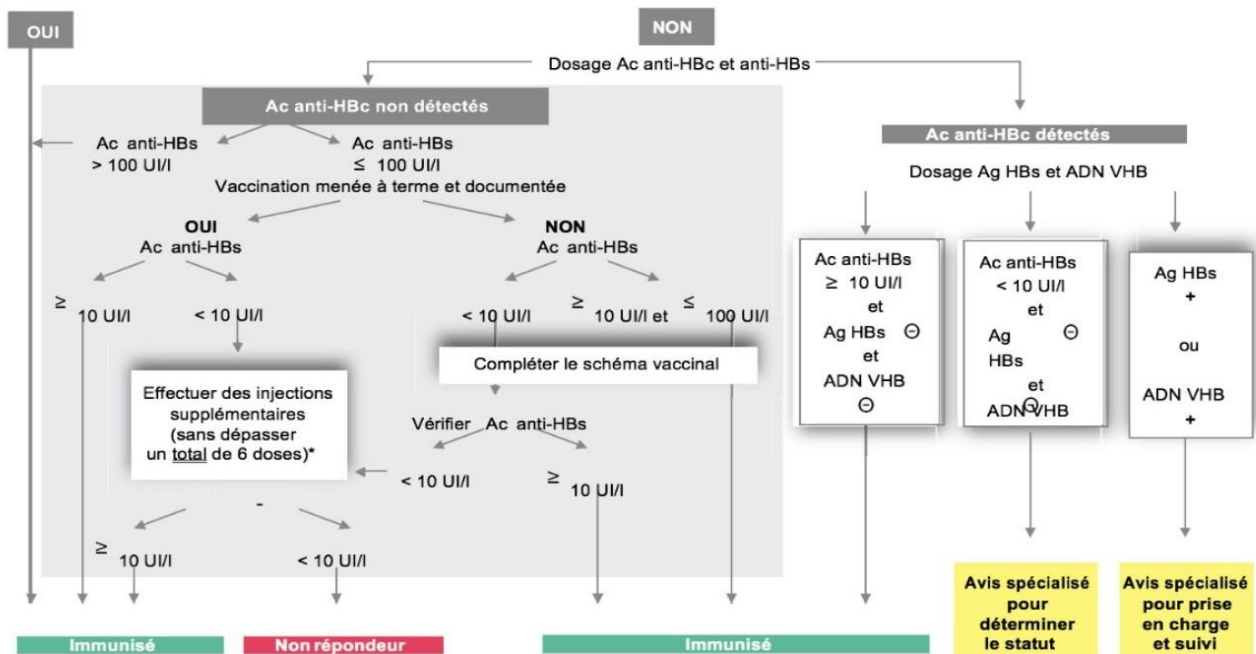 OUI
NON
Dosage Ac anti-HBc et anti-HBs
Ac anti-HBc non détectés
Ac anti-HBs
> 100 UI/l
Ac anti-HBs
≤ 100 UI/l
Vaccination menée à terme et documentée
OUI
Ac anti-HBs
NON
Ac anti-HBs
≥ 10 UI/l
< 10 UI/l
< 10 UI/l
≥ 10 UI/l et ≤ 100 UI/l
Effectuer des injections
supplémentaires
(sans dépasser
un total de 6 doses)*
Compléter le schéma vaccinal
Vérifier Ac anti-HBs
< 10 UI/l
≥ 10 UI/l
-
≥ 10 UI/l
< 10 UI/l
Ac anti-HBc détectés
Dosage Ag HBs et ADN VHB
Ac anti-HBs
≥ 10 UI/l
et
Ag HBs ⊖
et
ADN VHB
⊖
Ac anti-HBs
< 10 UI/l
et
Ag ⊖
HBs
et
ADN VHB
⊖
Ag HBs
+
ou
ADN VHB
+
Immunisé
Non répondeur
Immunisé
Avis spécialisé
pour
déterminer
le statut
Avis spécialisé
pour prise
en charge
et suivi